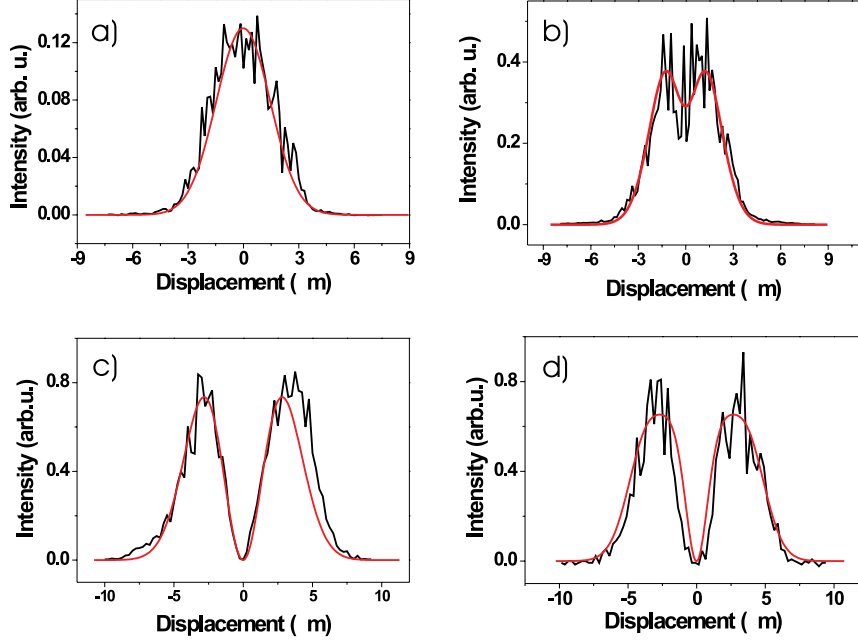 a)
Intensity (arb. u.)
0.12
0.08
0.04
0.00
-9 -6 -3 0 3 6 9
Displacement ( m)
b)
Intensity (arb. u.)
0.4
0.2
0.0
-9 -6 -3 0 3 6 9
Displacement ( m)
c)
Intensity (arb.u.)
0.8
0.4
0.0
-10 -5 0 5 10
Displacement ( m)
d)
Intensity (arb.u.)
0.8
0.4
0.0
-10 -5 0 5 10
Displacement ( m)